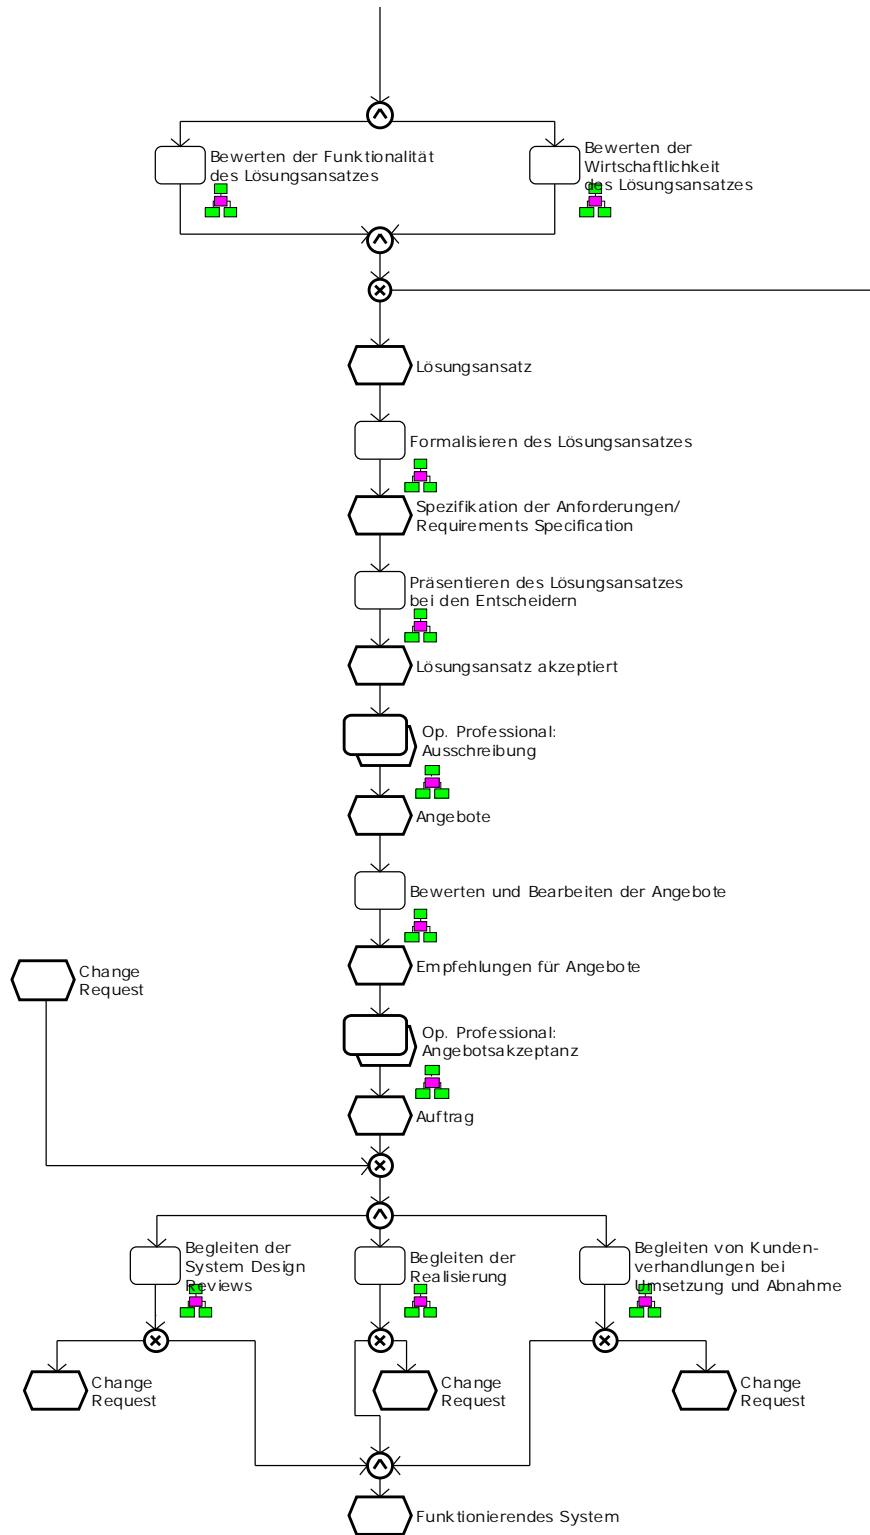 Bewerten der Funktionalität
des Lösungsansatzes
Bewerten der
Wirtschaftlichkeit
des Lösungsansatzes
Lösungsansatz
Formalisieren des Lösungsansatzes
Spezifikation der Anforderungen/
Requirements Specification
Präsentieren des Lösungsansatzes
bei den Entscheidern
Lösungsansatz akzeptiert
Op. Professional:
Ausschreibung
Angebote
Bewerten und Bearbeiten der Angebote
Change
Request
Empfehlungen für Angebote
Op. Professional:
Angebotsakzeptanz
Auftrag
Begleiten der
System Design
Reviews
Begleiten der
Realisierung
Begleiten von Kunden-
verhandlungen bei
Umsetzung und Abnahme
Change
Request
Change
Request
Change
Request
Funktionierendes System